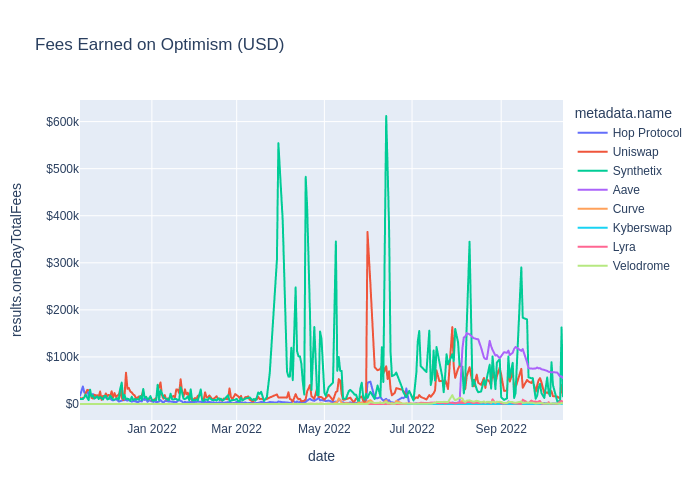 Fees Earned on Optimism (USD)
metadata.name
Hop Protocol
Uniswap
Synthetix
Aave
Curve
Kyberswap
Lyra
Velodrome
results.oneDayTotalFees
$600k
$500k
$400k
$300k
$200k
$100k
$0
Jan 2022
Mar 2022
May 2022
Jul 2022
Sep 2022
date